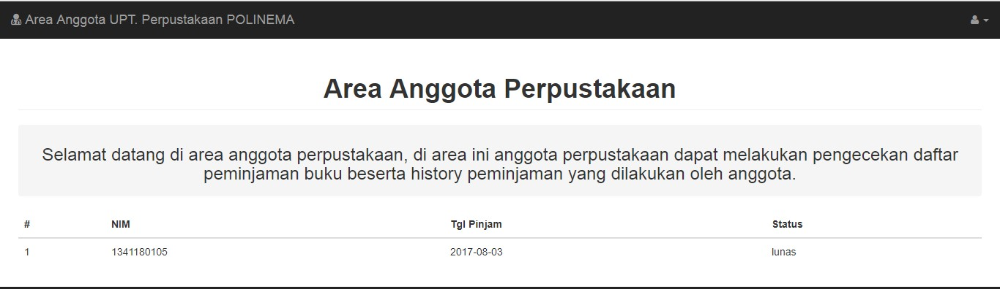 Area Anggota UPT. Perpustakaan POLINEMA
Area Anggota Perpustakaan
Selamat datang di area anggota perpustakaan, di area ini anggota perpustakaan dapat melakukan pengecekan daftar
peminjaman buku beserta history peminjaman yang dilakukan oleh anggota.
# NIM Tgl Pinjam Status
1 1341180105 2017-08-03 lunas